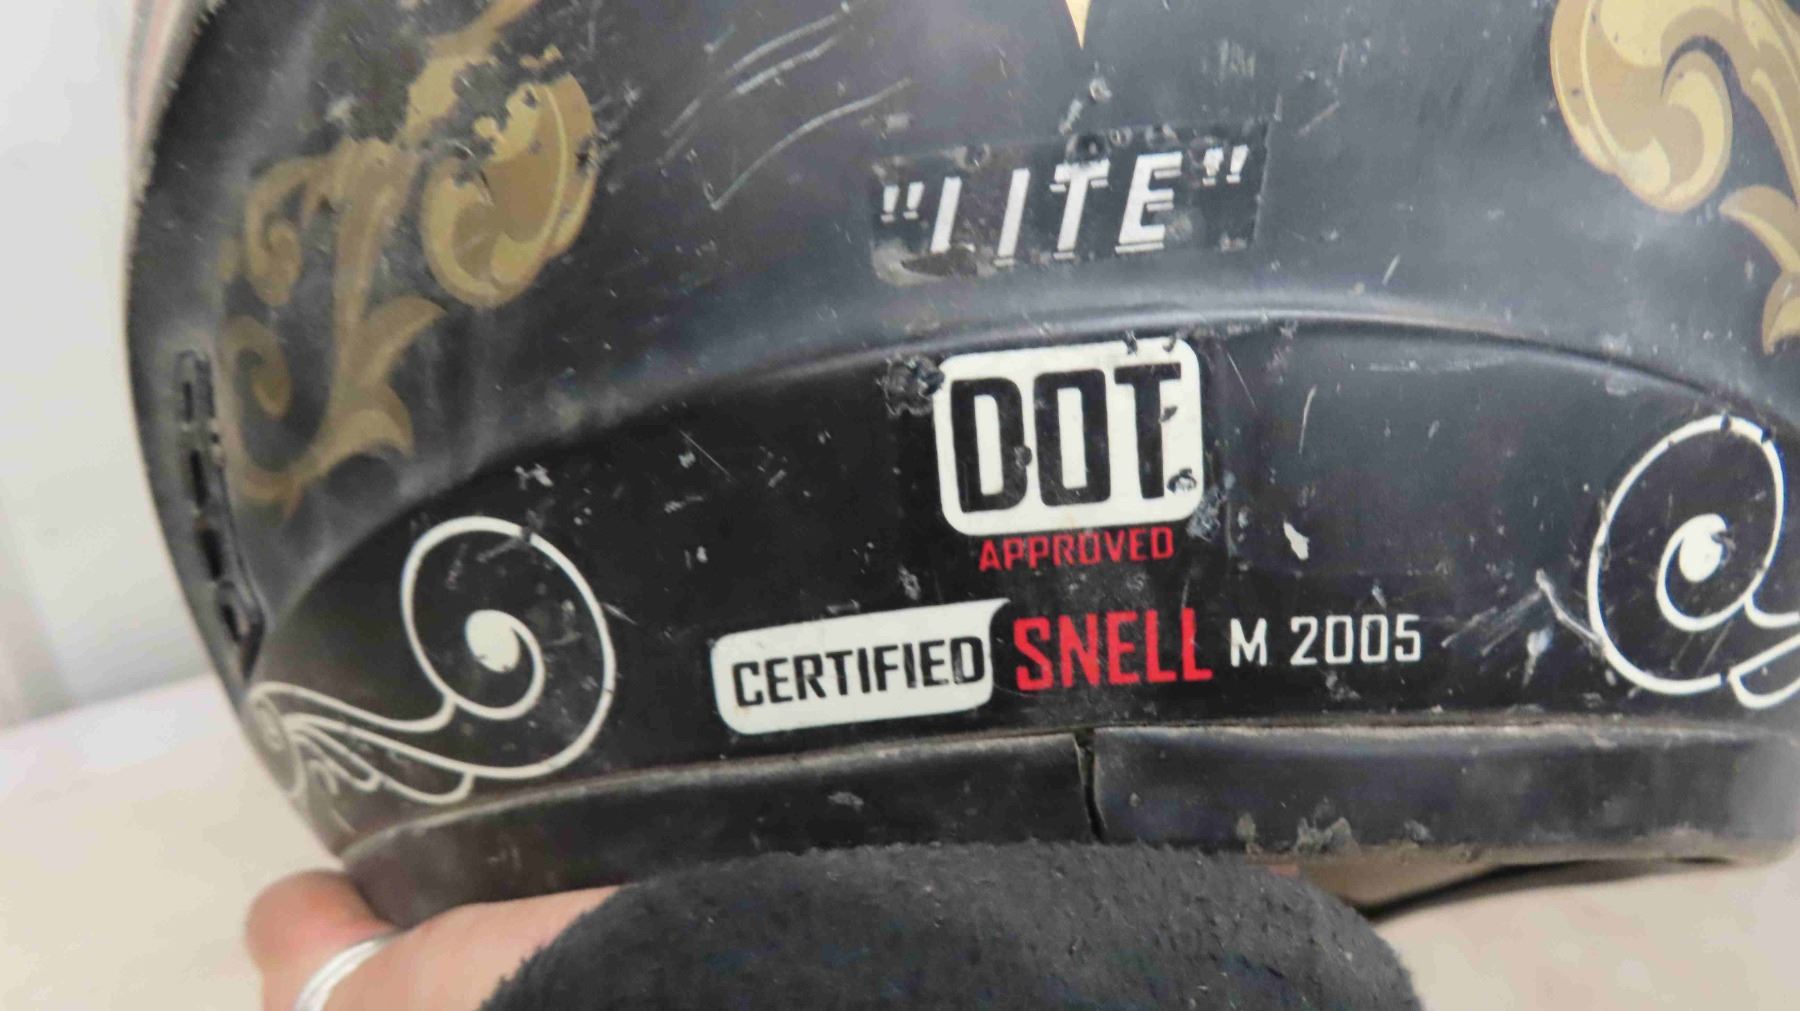 "LITE"
DOT
APPROVED
CERTIFIED SNELL M 2005